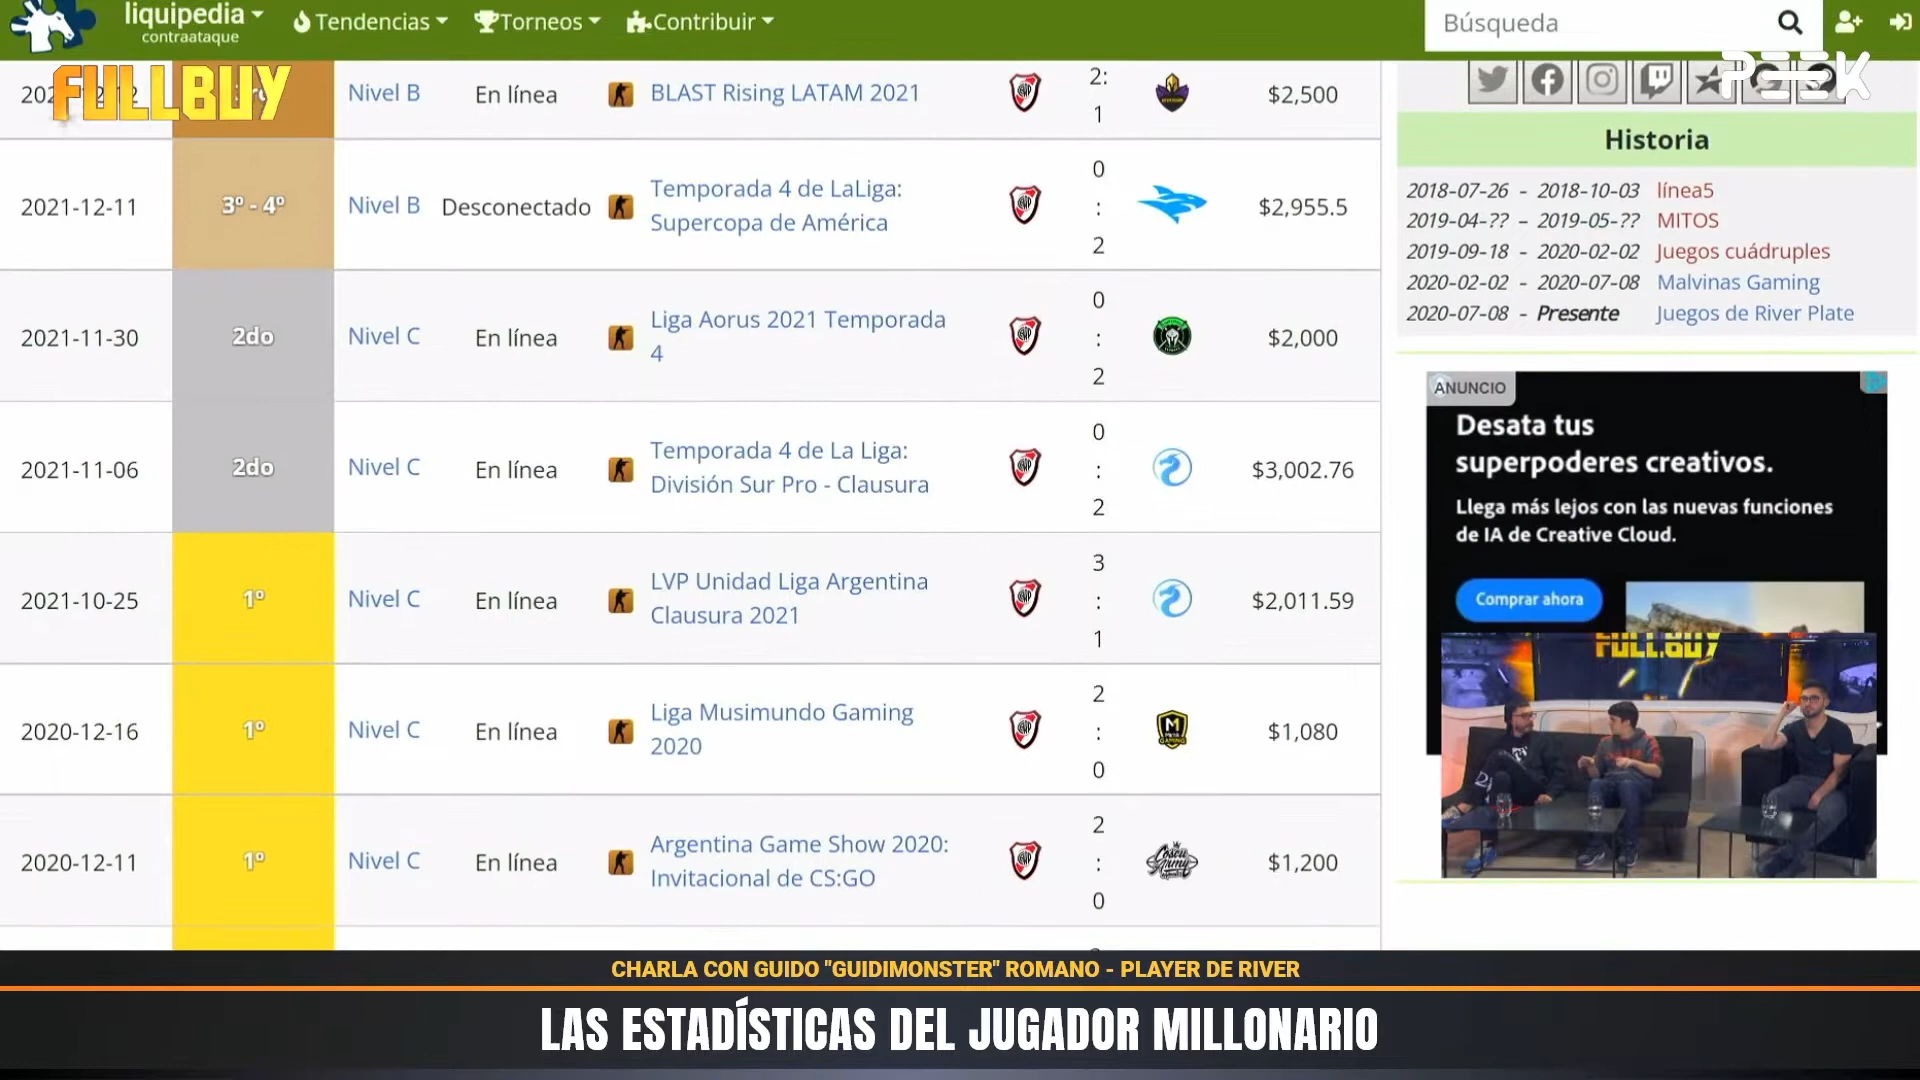 liquipedia
contraataque
Tendencias
Torneos
Contribuir
Búsqueda
PEEK
FULLBUY
Nivel B En línea BLAST Rising LATAM 2021 2: 1 $2,500
2021-12-11 3º - 4º Nivel B Desconectado Temporada 4 de LaLiga: Supercopa de América 0 : 2 $2,955.5
2021-11-30 2do Nivel C En línea Liga Aorus 2021 Temporada 4 0 : 2 $2,000
2021-11-06 2do Nivel C En línea Temporada 4 de La Liga: División Sur Pro - Clausura 0 : 2 $3,002.76
2021-10-25 1º Nivel C En línea LVP Unidad Liga Argentina Clausura 2021 3 : 1 $2,011.59
2020-12-16 1º Nivel C En línea Liga Musimundo Gaming 2020 2 : 0 $1,080
2020-12-11 1º Nivel C En línea Argentina Game Show 2020: Invitacional de CS:GO 2 : 0 $1,200
Historia
2018-07-26 - 2018-10-03 línea5
2019-04-?? - 2019-05-?? MITOS
2019-09-18 - 2020-02-02 Juegos cuádruples
2020-02-02 - 2020-07-08 Malvinas Gaming
2020-07-08 - Presente Juegos de River Plate
ANUNCIO
Desata tus
superpoderes creativos.
Llega más lejos con las nuevas funciones
de IA de Creative Cloud.
Comprar ahora
FULLBUY
CHARLA CON GUIDO "GUIDIMONSTER" ROMANO - PLAYER DE RIVER
LAS ESTADÍSTICAS DEL JUGADOR MILLONARIO